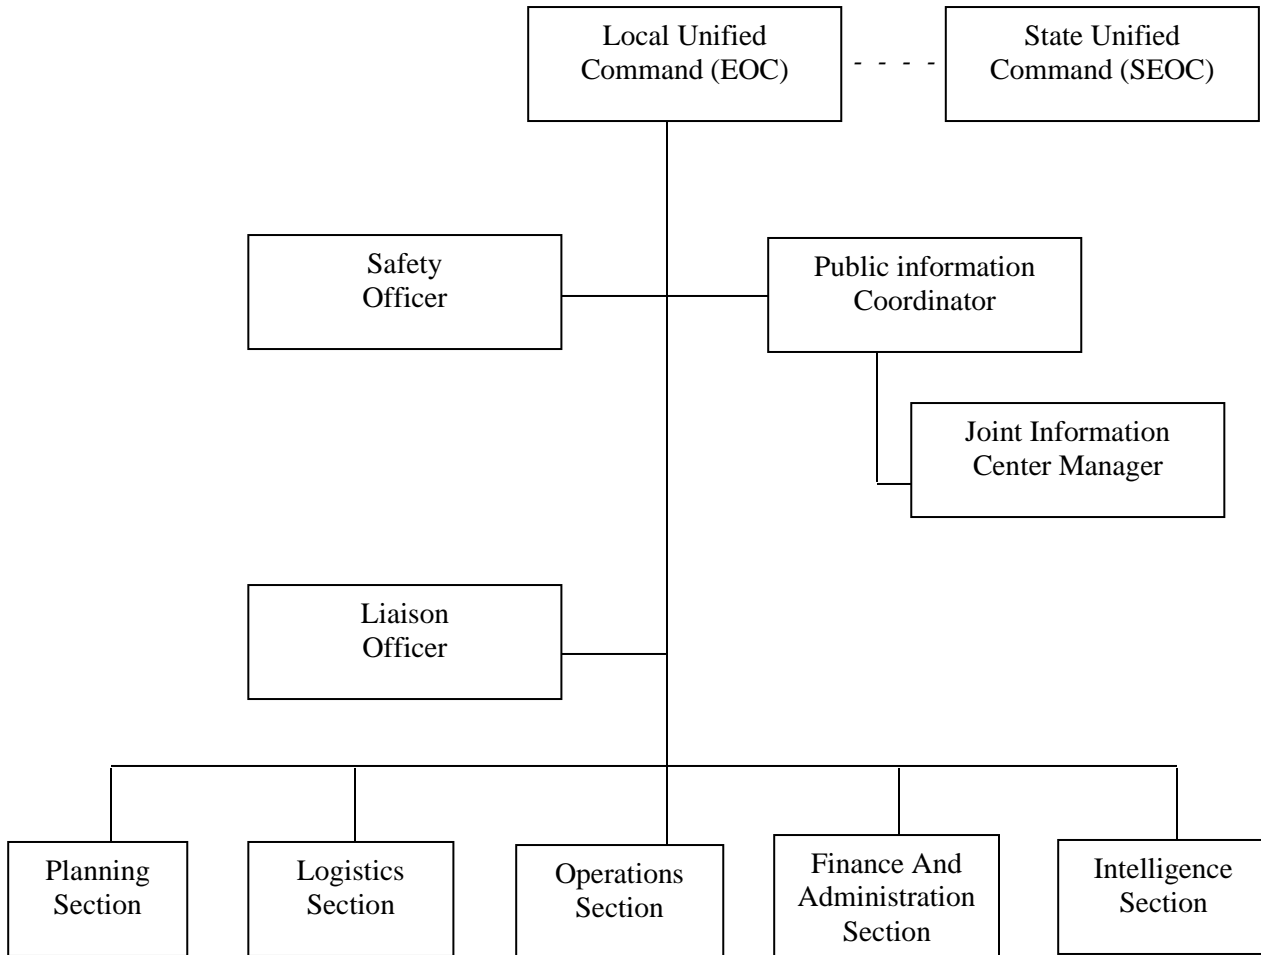 Local Unified
Command (EOC)
- - - -
State Unified
Command (SEOC)
Safety
Officer
Public information
Coordinator
Joint Information
Center Manager
Liaison
Officer
Planning
Section
Logistics
Section
Operations
Section
Finance And
Administration
Section
Intelligence
Section